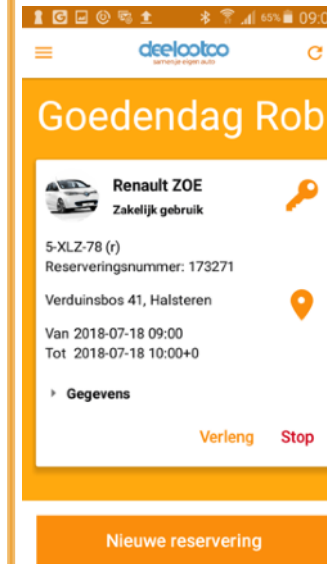 65% 09:0
deelootco
samen je eigen auto
Goedendag Rob
Renault ZOE
Zakelijk gebruik
5-XLZ-78 (r)
Reserveringsnummer: 173271
Verduinsbos 41, Halsteren
Van 2018-07-18 09:00
Tot 2018-07-18 10:00+0
Gegevens
Verleng Stop
Nieuwe reservering